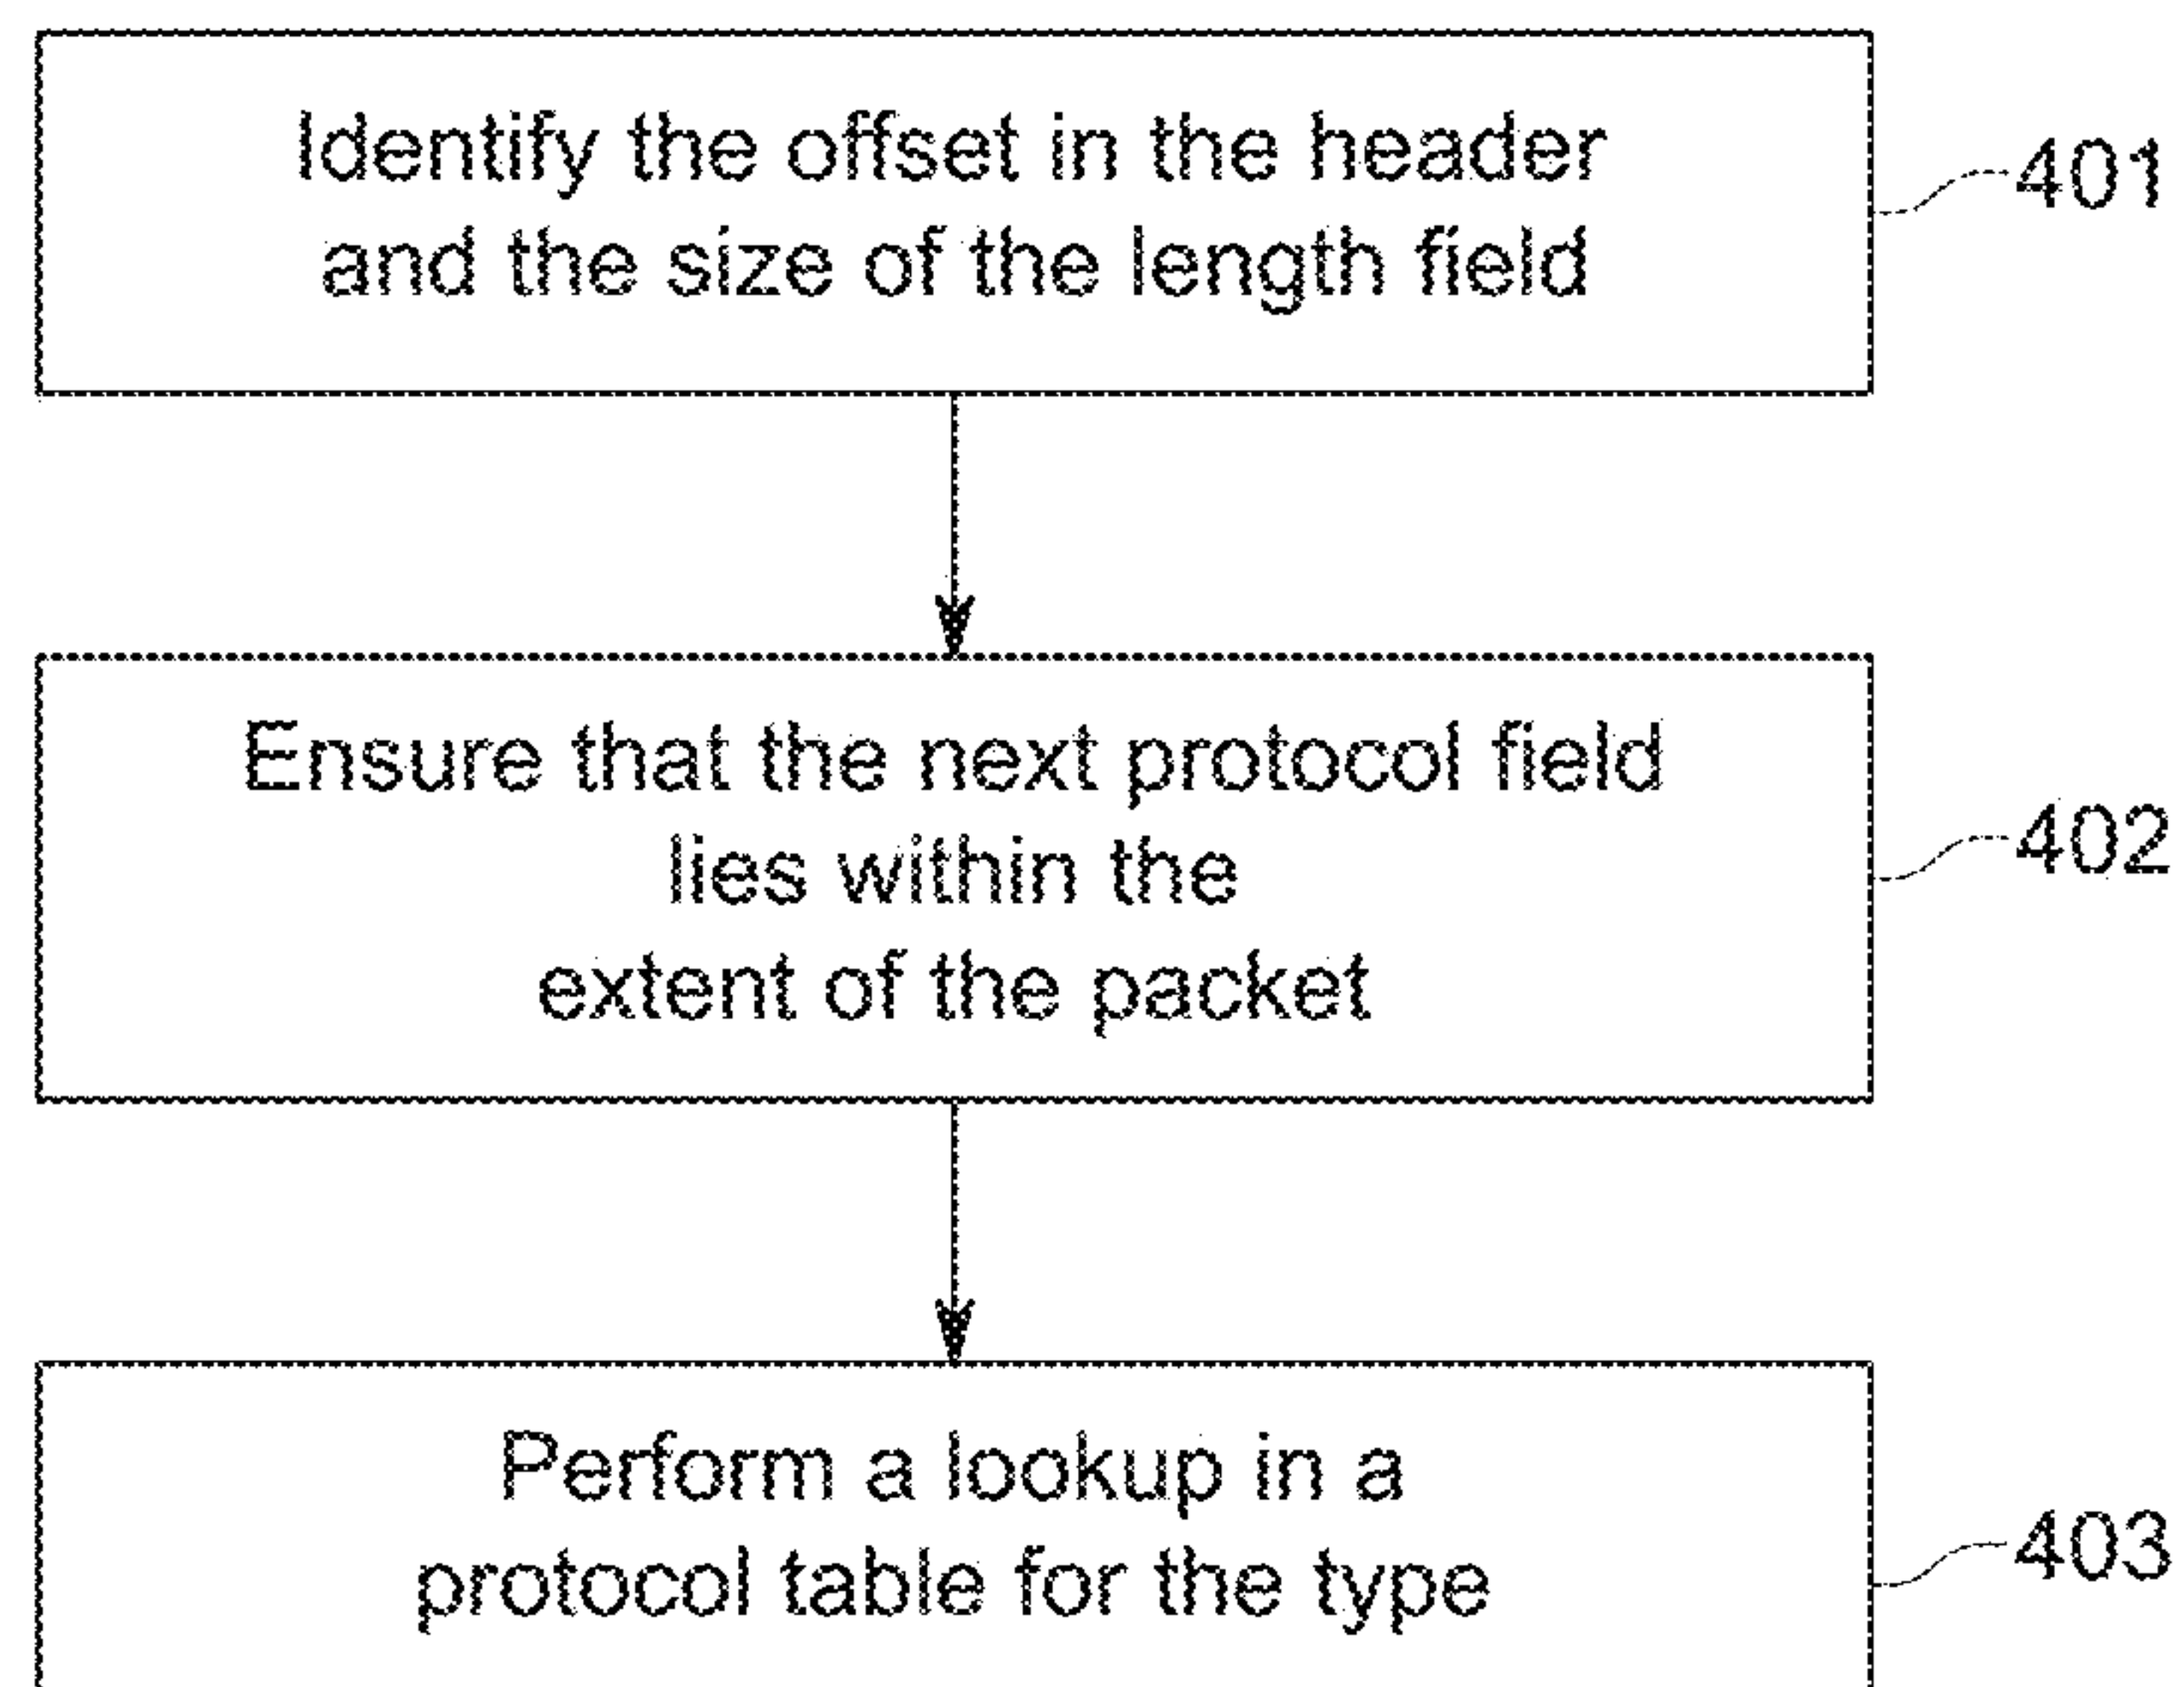 Identify the offset in the header
and the size of the length field
401
Ensure that the next protocol field
lies within the
extent of the packet
402
Perform a lookup in a
protocol table for the type
403